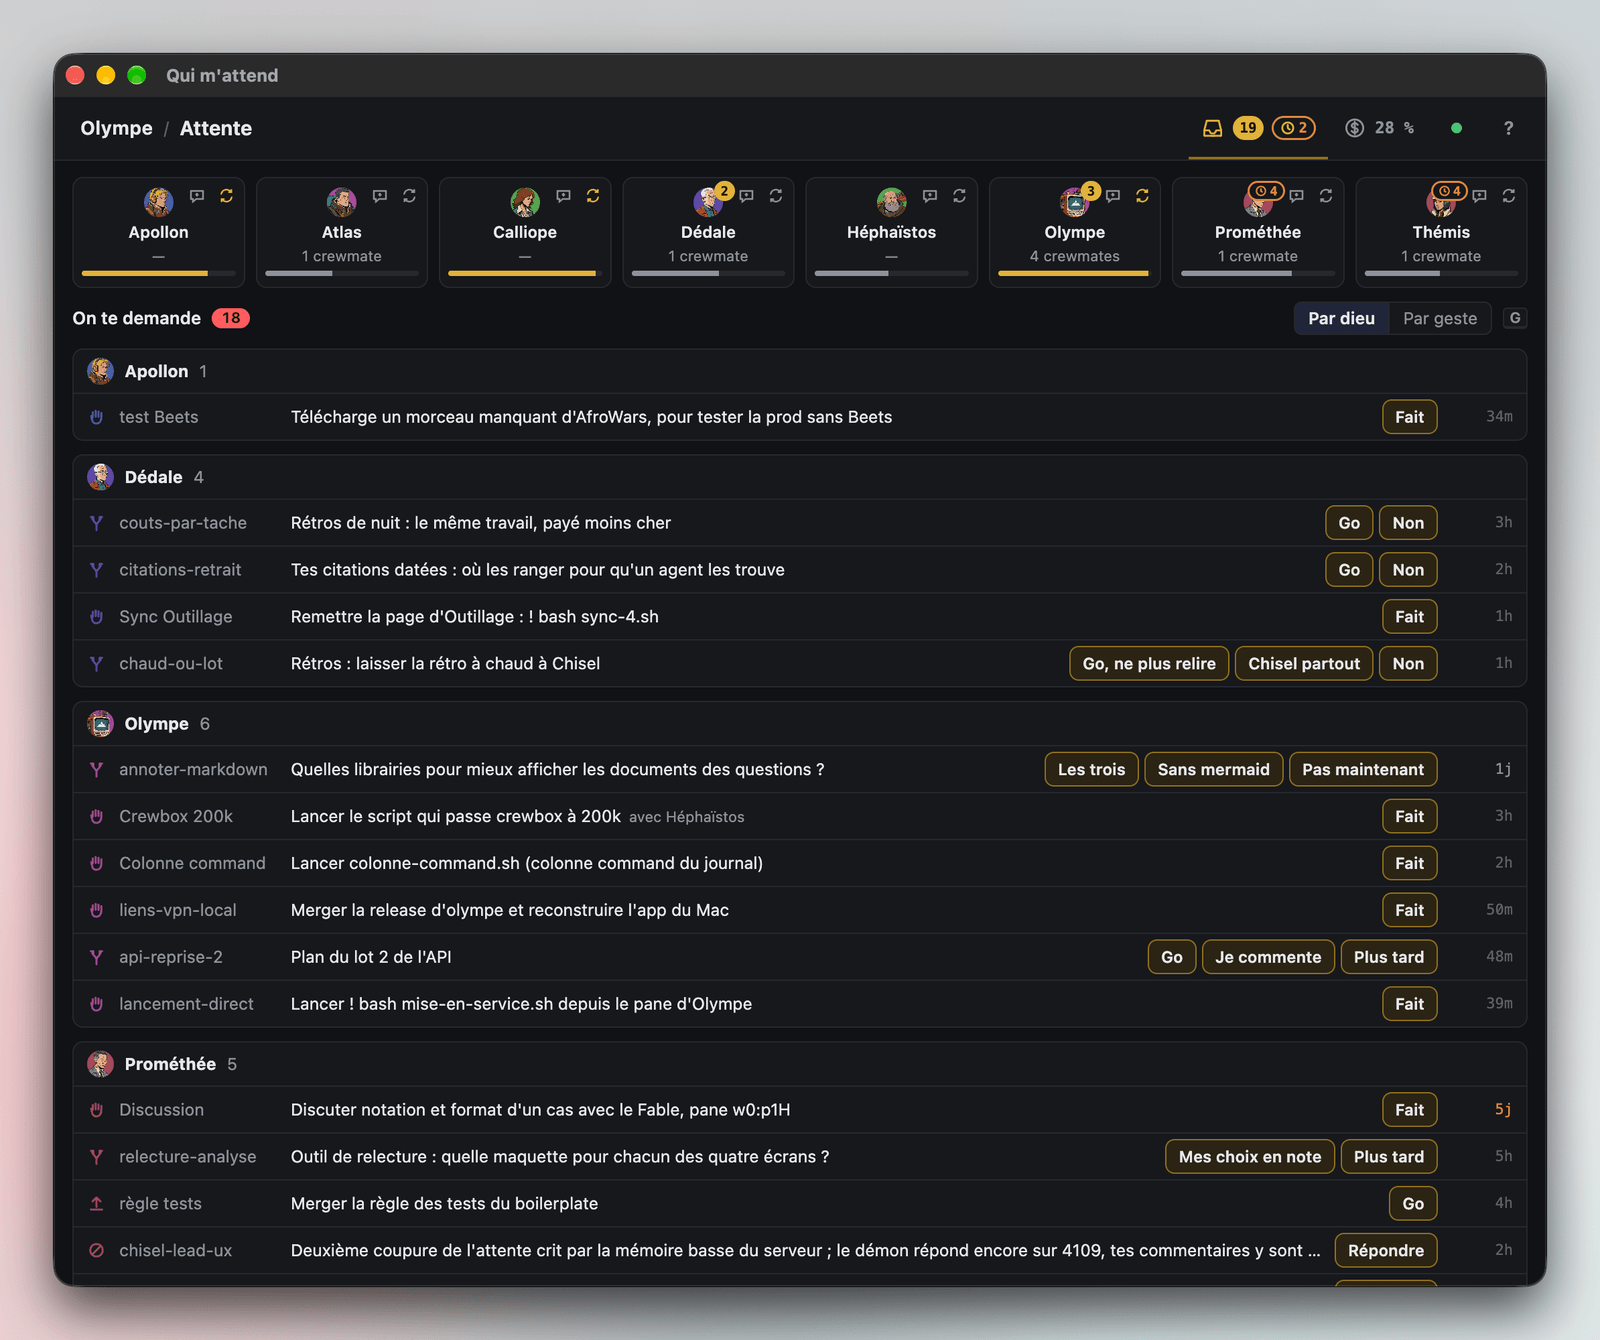 Qui m'attend
Olympe / Attente
19 2 28 % ?
Apollon
—
Atlas
1 crewmate
Calliope
—
2
Dédale
1 crewmate
Héphaïstos
—
3
Olympe
4 crewmates
4
Prométhée
1 crewmate
4
Thémis
1 crewmate
On te demande 18
Par dieu Par geste G
Apollon 1
test Beets Télécharge un morceau manquant d'AfroWars, pour tester la prod sans Beets Fait 34m
Dédale 4
couts-par-tache Rétros de nuit : le même travail, payé moins cher Go Non 3h
citations-retrait Tes citations datées : où les ranger pour qu'un agent les trouve Go Non 2h
Sync Outillage Remettre la page d'Outillage : ! bash sync-4.sh Fait 1h
chaud-ou-lot Rétros : laisser la rétro à chaud à Chisel Go, ne plus relire Chisel partout Non 1h
Olympe 6
annoter-markdown Quelles librairies pour mieux afficher les documents des questions ? Les trois Sans mermaid Pas maintenant 1j
Crewbox 200k Lancer le script qui passe crewbox à 200k avec Héphaïstos Fait 3h
Colonne command Lancer colonne-command.sh (colonne command du journal) Fait 2h
liens-vpn-local Merger la release d'olympe et reconstruire l'app du Mac Fait 50m
api-reprise-2 Plan du lot 2 de l'API Go Je commente Plus tard 48m
lancement-direct Lancer ! bash mise-en-service.sh depuis le pane d'Olympe Fait 39m
Prométhée 5
Discussion Discuter notation et format d'un cas avec le Fable, pane w0:p1H Fait 5j
relecture-analyse Outil de relecture : quelle maquette pour chacun des quatre écrans ? Mes choix en note Plus tard 5h
règle tests Merger la règle des tests du boilerplate Go 4h
chisel-lead-ux Deuxième coupure de l'attente crit par la mémoire basse du serveur ; le démon répond encore sur 4109, tes commentaires y sont ... Répondre 2h